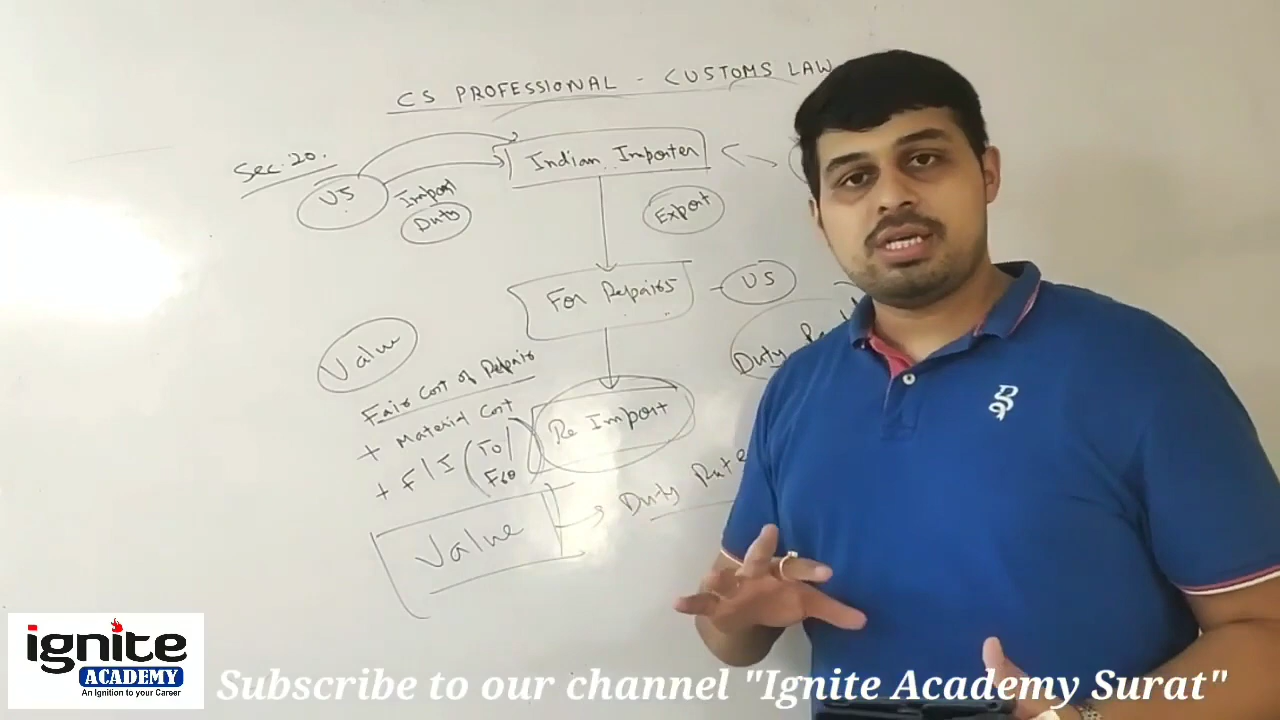 CS PROFESSIONAL - CUSTOMS LAW
Sec. 20.
US
Import
Duty
Indian Importer
Export
For Repairs
US
Value
Duty
Fair Cost of Repairs
+ Material Cost
+ F/I (To/
Fro
Re Import
Duty Rate
Value
ignite
ACADEMY
An Ignition to your Career
Subscribe to our channel "Ignite Academy Surat"